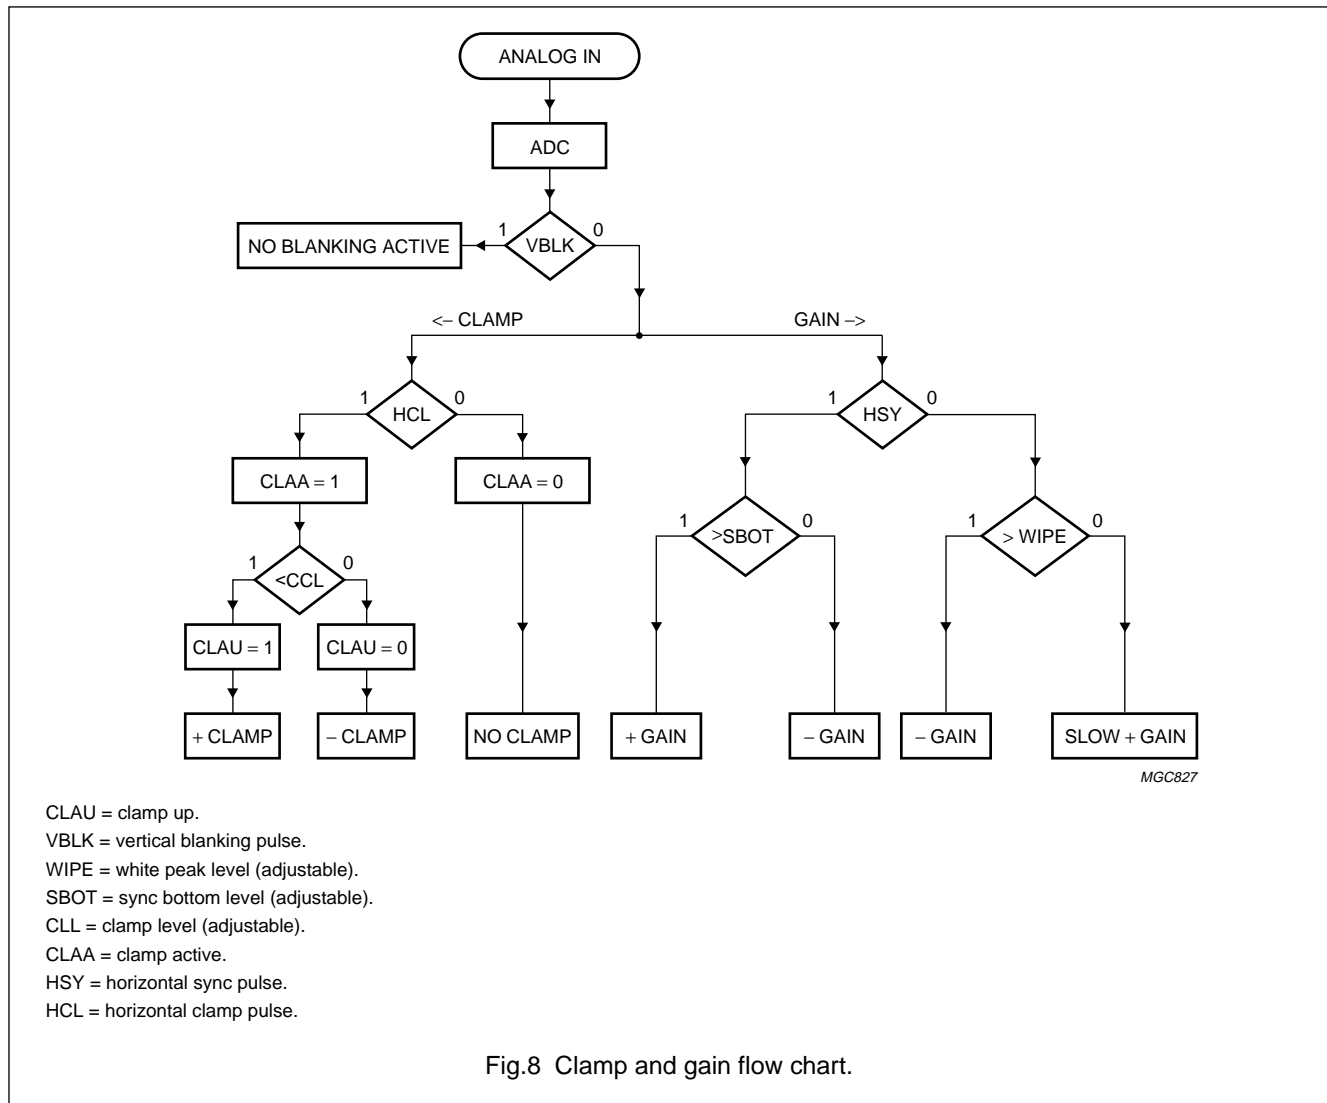 ANALOG IN
ADC
1 VBLK 0
NO BLANKING ACTIVE
<– CLAMP GAIN –>
1 HCL 0
1 HSY 0
CLAA = 1
CLAA = 0
1 >SBOT 0
1 > WIPE 0
1 <CCL 0
CLAU = 1
CLAU = 0
+ CLAMP
– CLAMP
NO CLAMP
+ GAIN
– GAIN
– GAIN
SLOW + GAIN
MGC827
CLAU = clamp up.
VBLK = vertical blanking pulse.
WIPE = white peak level (adjustable).
SBOT = sync bottom level (adjustable).
CLL = clamp level (adjustable).
CLAA = clamp active.
HSY = horizontal sync pulse.
HCL = horizontal clamp pulse.
Fig.8 Clamp and gain flow chart.